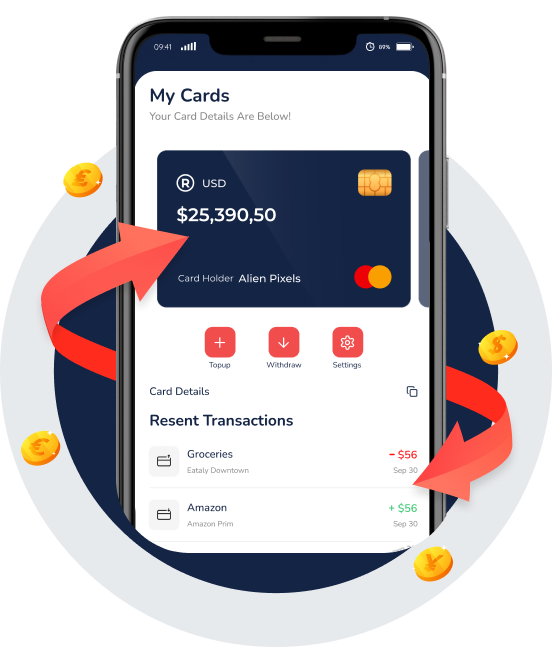 09:41
89%
My Cards
Your Card Details Are Below!
R USD
$25,390,50
Card Holder Alien Pixels
Topup Withdraw Settings
Card Details
Resent Transactions
Groceries - $56
Eataly Downtown Sep 30
Amazon + $56
Amazon Prim Sep 30